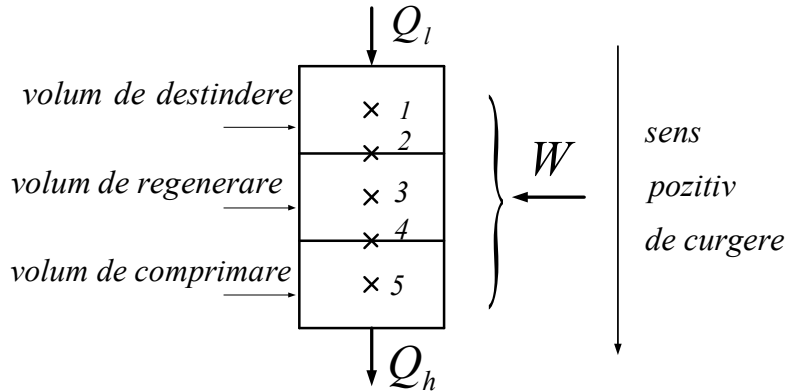 Q_l
volum de destindere
1
2
volum de regenerare
3
4
volum de comprimare
5
Q_h
W
sens
pozitiv
de curgere